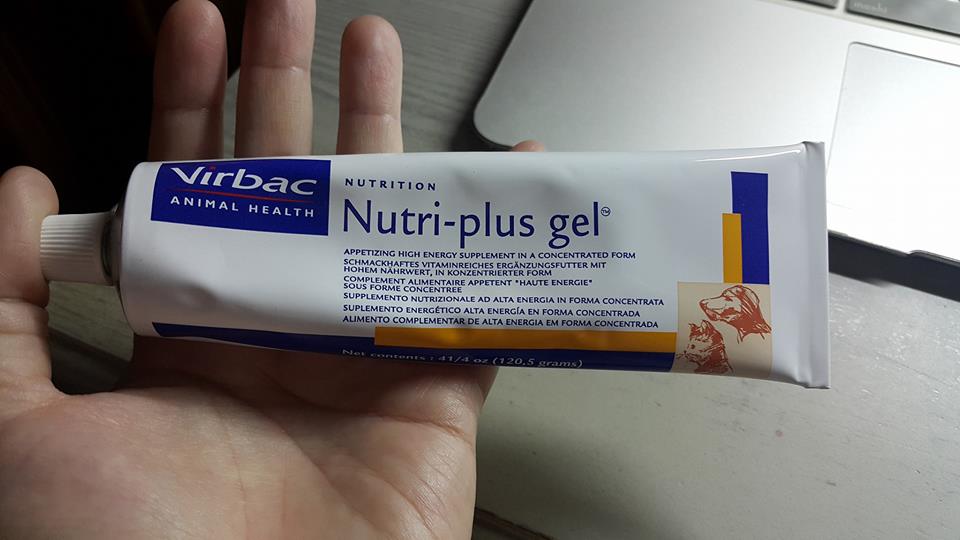 Virbac
ANIMAL HEALTH
NUTRITION
Nutri-plus gel™
APPETIZING HIGH ENERGY SUPPLEMENT IN A CONCENTRATED FORM
SCHMACKHAFTES VITAMINREICHES ERGÄNZUNGSFUTTER MIT
HOHEM NÄHRWERT, IN KONZENTRIERTER FORM
COMPLEMENT ALIMENTAIRE APPETENT "HAUTE ENERGIE"
SOUS FORME CONCENTREE
SUPPLEMENTO NUTRIZIONALE AD ALTA ENERGIA IN FORMA CONCENTRATA
SUPLEMENTO ENERGÉTICO ALTA ENERGÍA EN FORMA CONCENTRADA
ALIMENTO COMPLEMENTAR DE ALTA ENERGIA EM FORMA CONCENTRADA
Net contents : 41/4 oz (120,5 grams)